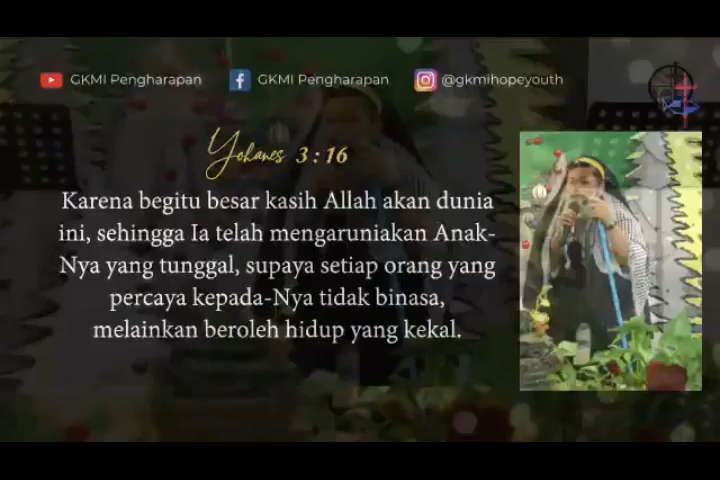 GKMI Pengharapan GKMI Pengharapan @gkmihopeyouth
Yohanes 3:16
Karena begitu besar kasih Allah akan dunia
ini, sehingga Ia telah mengaruniakan Anak-
Nya yang tunggal, supaya setiap orang yang
percaya kepada-Nya tidak binasa,
melainkan beroleh hidup yang kekal.